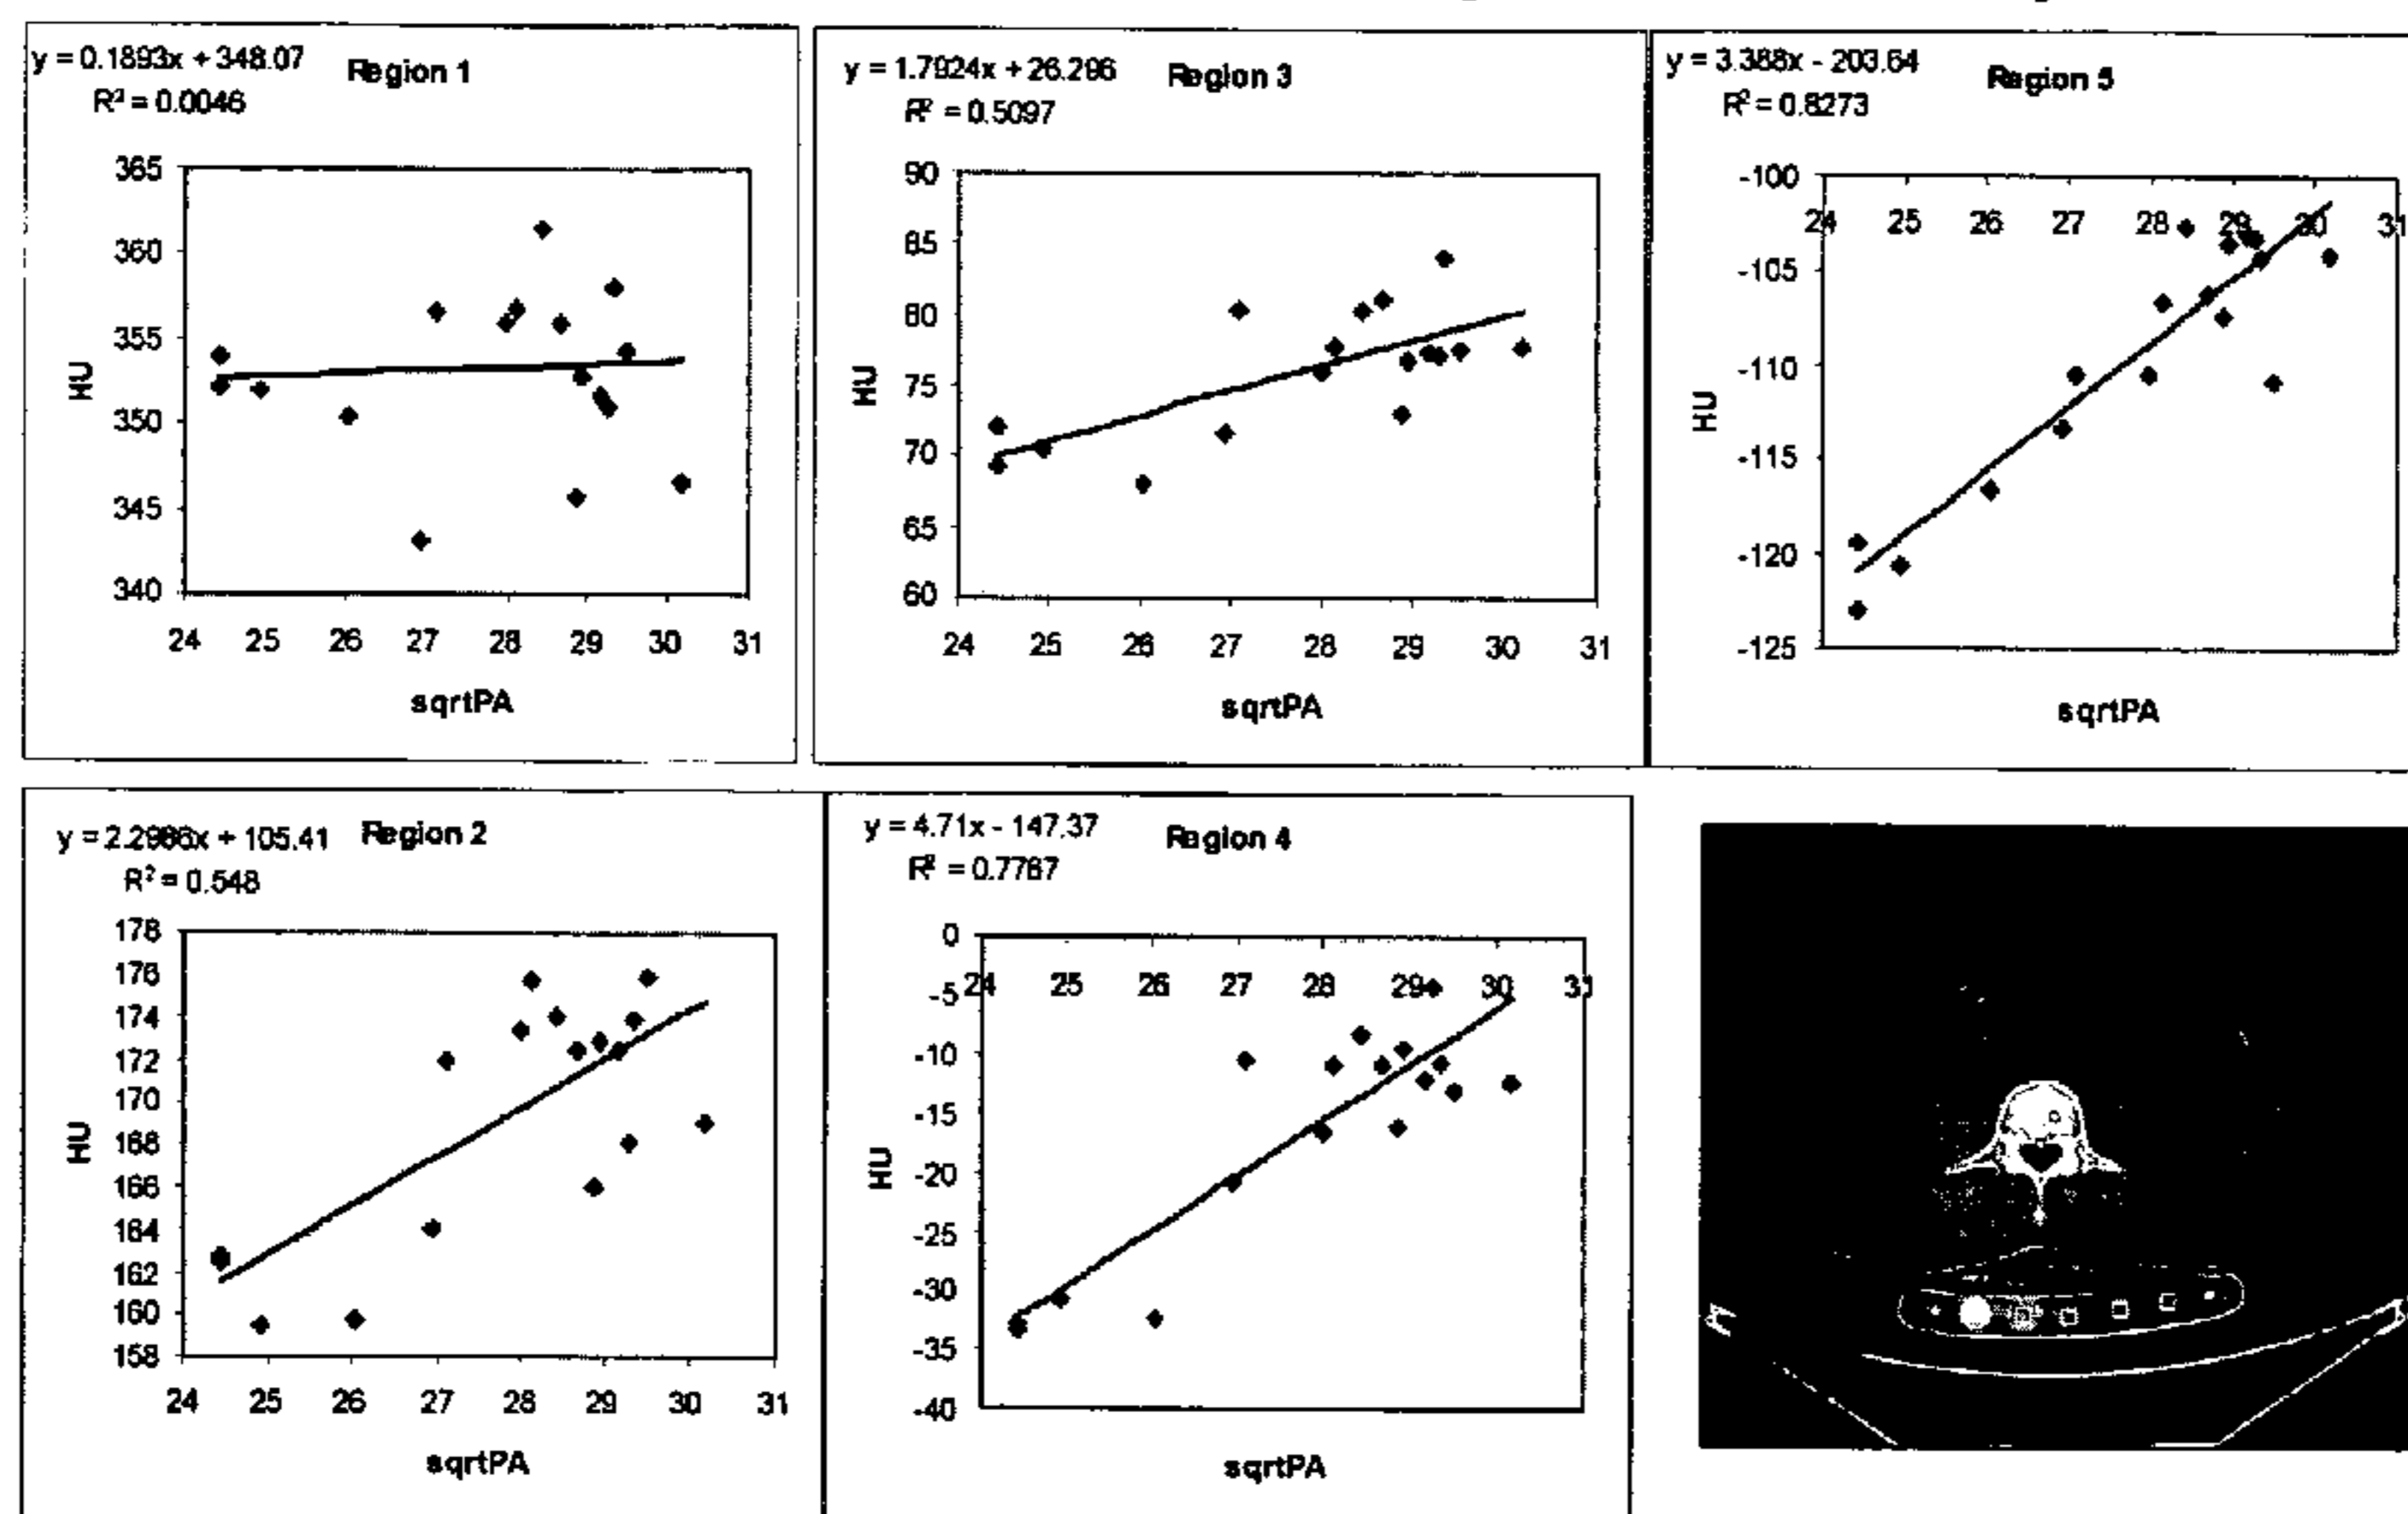 y = 0.1893x + 348.07
R² = 0.0046
Region 1
365
360
355
350
345
340
HU
24 25 26 27 28 29 30 31
sqrtPA
y = 1.7924x + 26.296
R² = 0.5097
Region 3
90
85
80
75
70
65
60
HU
24 25 26 27 28 29 30 31
sqrtPA
y = 3.388x - 203.64
R² = 0.8273
Region 5
-100
-105
-110
-115
-120
-125
HU
24 25 26 27 28 29 30 31
sqrtPA
y = 2.2986x + 105.41
R² = 0.548
Region 2
178
176
174
172
170
168
166
164
162
160
158
HU
24 25 26 27 28 29 30 31
sqrtPA
y = 4.71x - 147.37
R² = 0.7767
Region 4
0
-5
-10
-15
-20
-25
-30
-35
-40
HU
24 25 26 27 28 29 30 31
sqrtPA